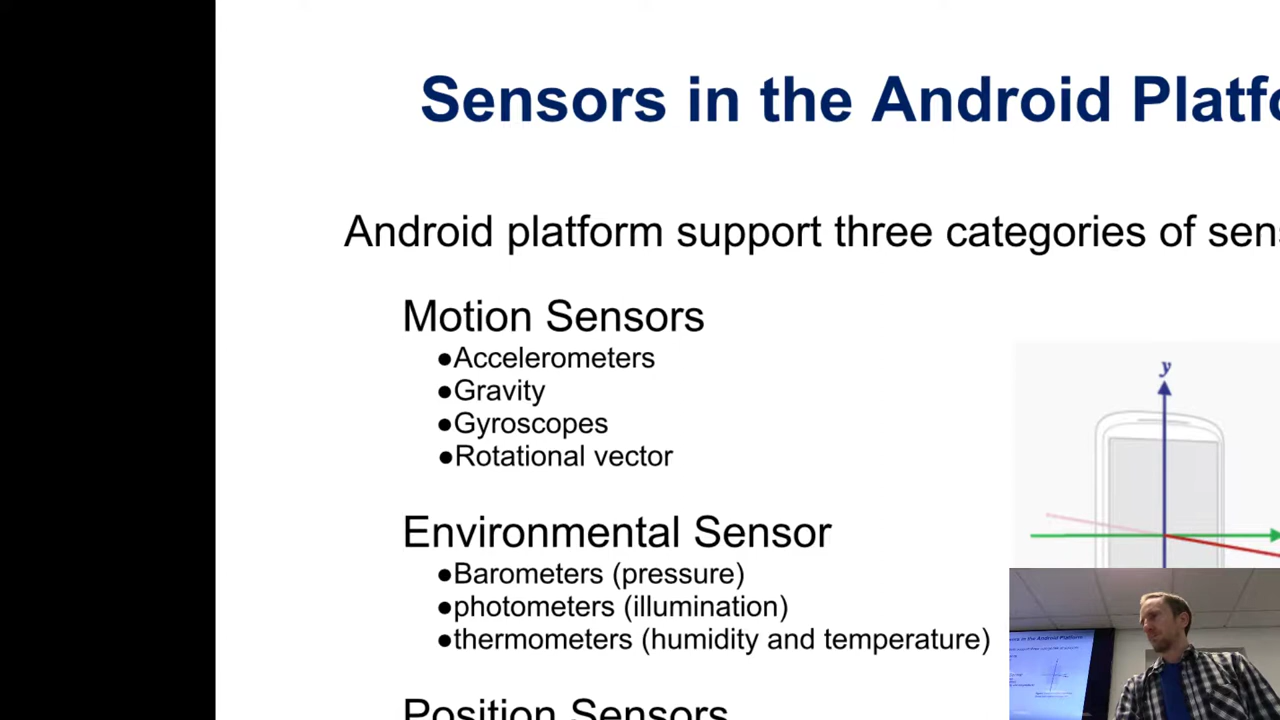 Sensors in the Android Platfo
Android platform support three categories of sens
Motion Sensors
●Accelerometers
●Gravity
●Gyroscopes
●Rotational vector
Environmental Sensor
●Barometers (pressure)
●photometers (illumination)
●thermometers (humidity and temperature)
Position Sensors
y